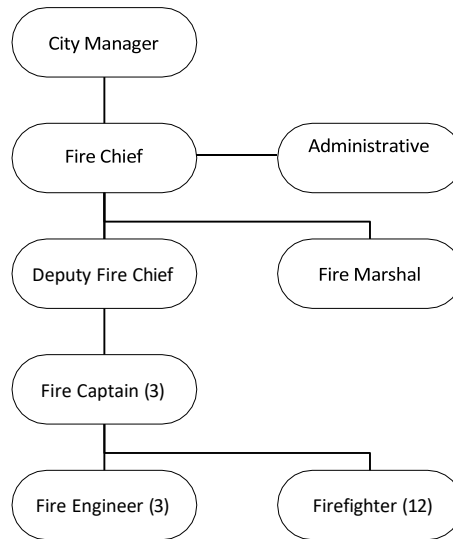 City Manager
Fire Chief
Administrative
Deputy Fire Chief
Fire Marshal
Fire Captain (3)
Fire Engineer (3)
Firefighter (12)